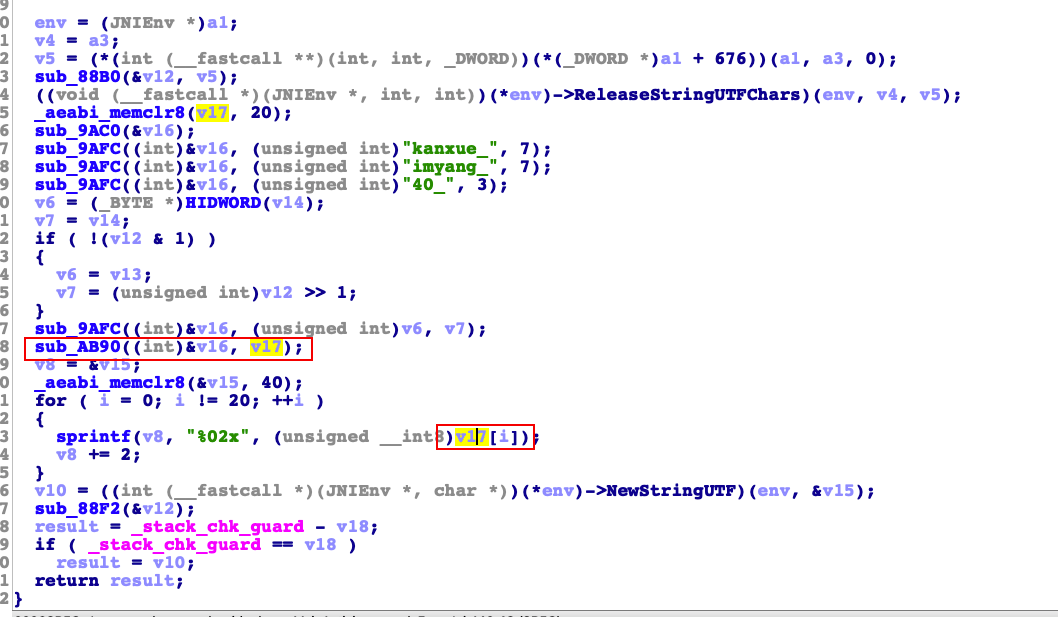 9
0 env = (JNIEnv *)a1;
1 v4 = a3;
2 v5 = (*(int (__fastcall **)(int, int, _DWORD))(*(_DWORD *)a1 + 676))(a1, a3, 0);
3 sub_88B0(&v12, v5);
4 ((void (__fastcall *)(JNIEnv *, int, int))(*env)->ReleaseStringUTFChars)(env, v4, v5);
5 _aeabi_memclr8(v17, 20);
6 sub_9AC0(&v16);
7 sub_9AFC((int)&v16, (unsigned int)"kanxue_", 7);
8 sub_9AFC((int)&v16, (unsigned int)"imyang_", 7);
9 sub_9AFC((int)&v16, (unsigned int)"40_", 3);
0 v6 = (_BYTE *)HIDWORD(v14);
1 v7 = v14;
2 if ( !(v12 & 1) )
3 {
4 v6 = v13;
5 v7 = (unsigned int)v12 >> 1;
6 }
7 sub_9AFC((int)&v16, (unsigned int)v6, v7);
8 sub_AB90((int)&v16, v17);
9 v8 = &v15;
0 _aeabi_memclr8(&v15, 40);
1 for ( i = 0; i != 20; ++i )
2 {
3 sprintf(v8, "%02x", (unsigned __int8)v17[i]);
4 v8 += 2;
5 }
6 v10 = ((int (__fastcall *)(JNIEnv *, char *))(*env)->NewStringUTF)(env, &v15);
7 sub_88F2(&v12);
8 result = _stack_chk_guard - v18;
9 if ( _stack_chk_guard == v18 )
0 result = v10;
1 return result;
2 }